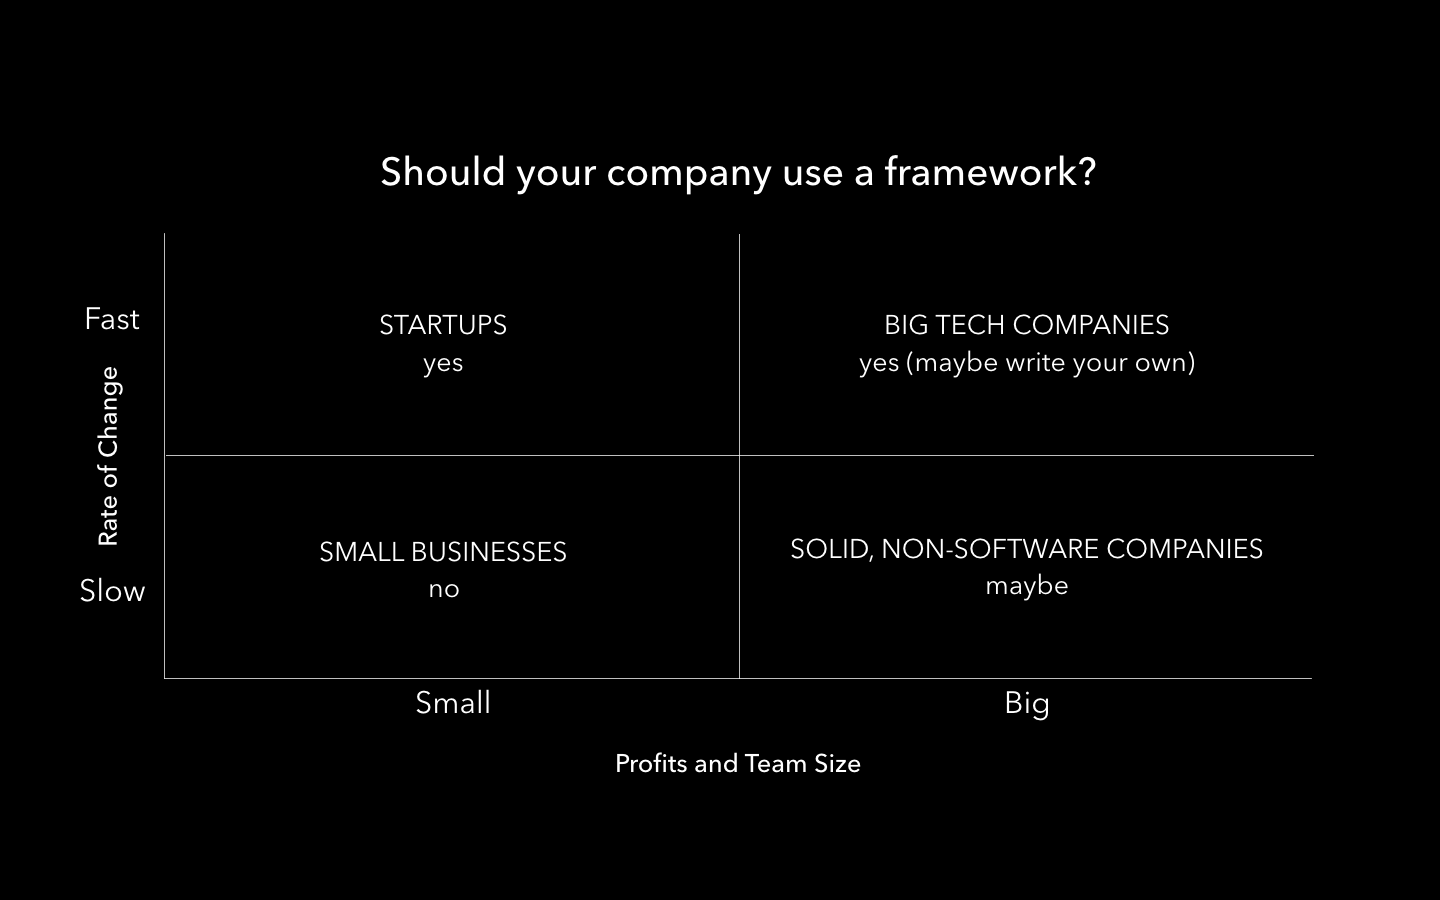 Should your company use a framework?
Fast
Rate of Change
Slow
STARTUPS
yes
BIG TECH COMPANIES
yes (maybe write your own)
SMALL BUSINESSES
no
SOLID, NON-SOFTWARE COMPANIES
maybe
Small
Big
Profits and Team Size